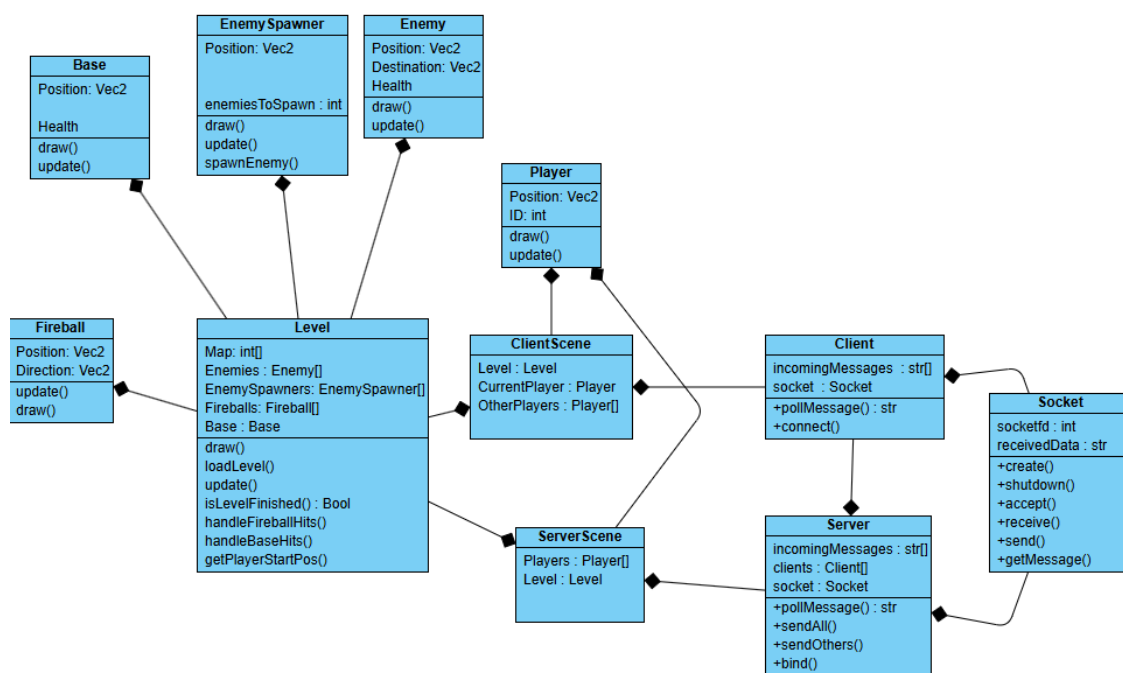 EnemySpawner
Position: Vec2
enemiesToSpawn : int
draw()
update()
spawnEnemy()
Enemy
Position: Vec2
Destination: Vec2
Health
draw()
update()
Base
Position: Vec2
Health
draw()
update()
Player
Position: Vec2
ID: int
draw()
update()
Fireball
Position: Vec2
Direction: Vec2
update()
draw()
Level
Map: int[]
Enemies : Enemy[]
EnemySpawners: EnemySpawner[]
Fireballs: Fireball[]
Base : Base
draw()
loadLevel()
update()
isLevelFinished() : Bool
handleFireballHits()
handleBaseHits()
getPlayerStartPos()
ClientScene
Level : Level
CurrentPlayer : Player
OtherPlayers : Player[]
Client
incomingMessages : str[]
socket : Socket
+pollMessage() : str
+connect()
Socket
socketfd : int
receivedData : str
+create()
+shutdown()
+accept()
+receive()
+send()
+getMessage()
ServerScene
Players : Player[]
Level : Level
Server
incomingMessages : str[]
clients : Client[]
socket : Socket
+pollMessage() : str
+sendAll()
+sendOthers()
+bind()